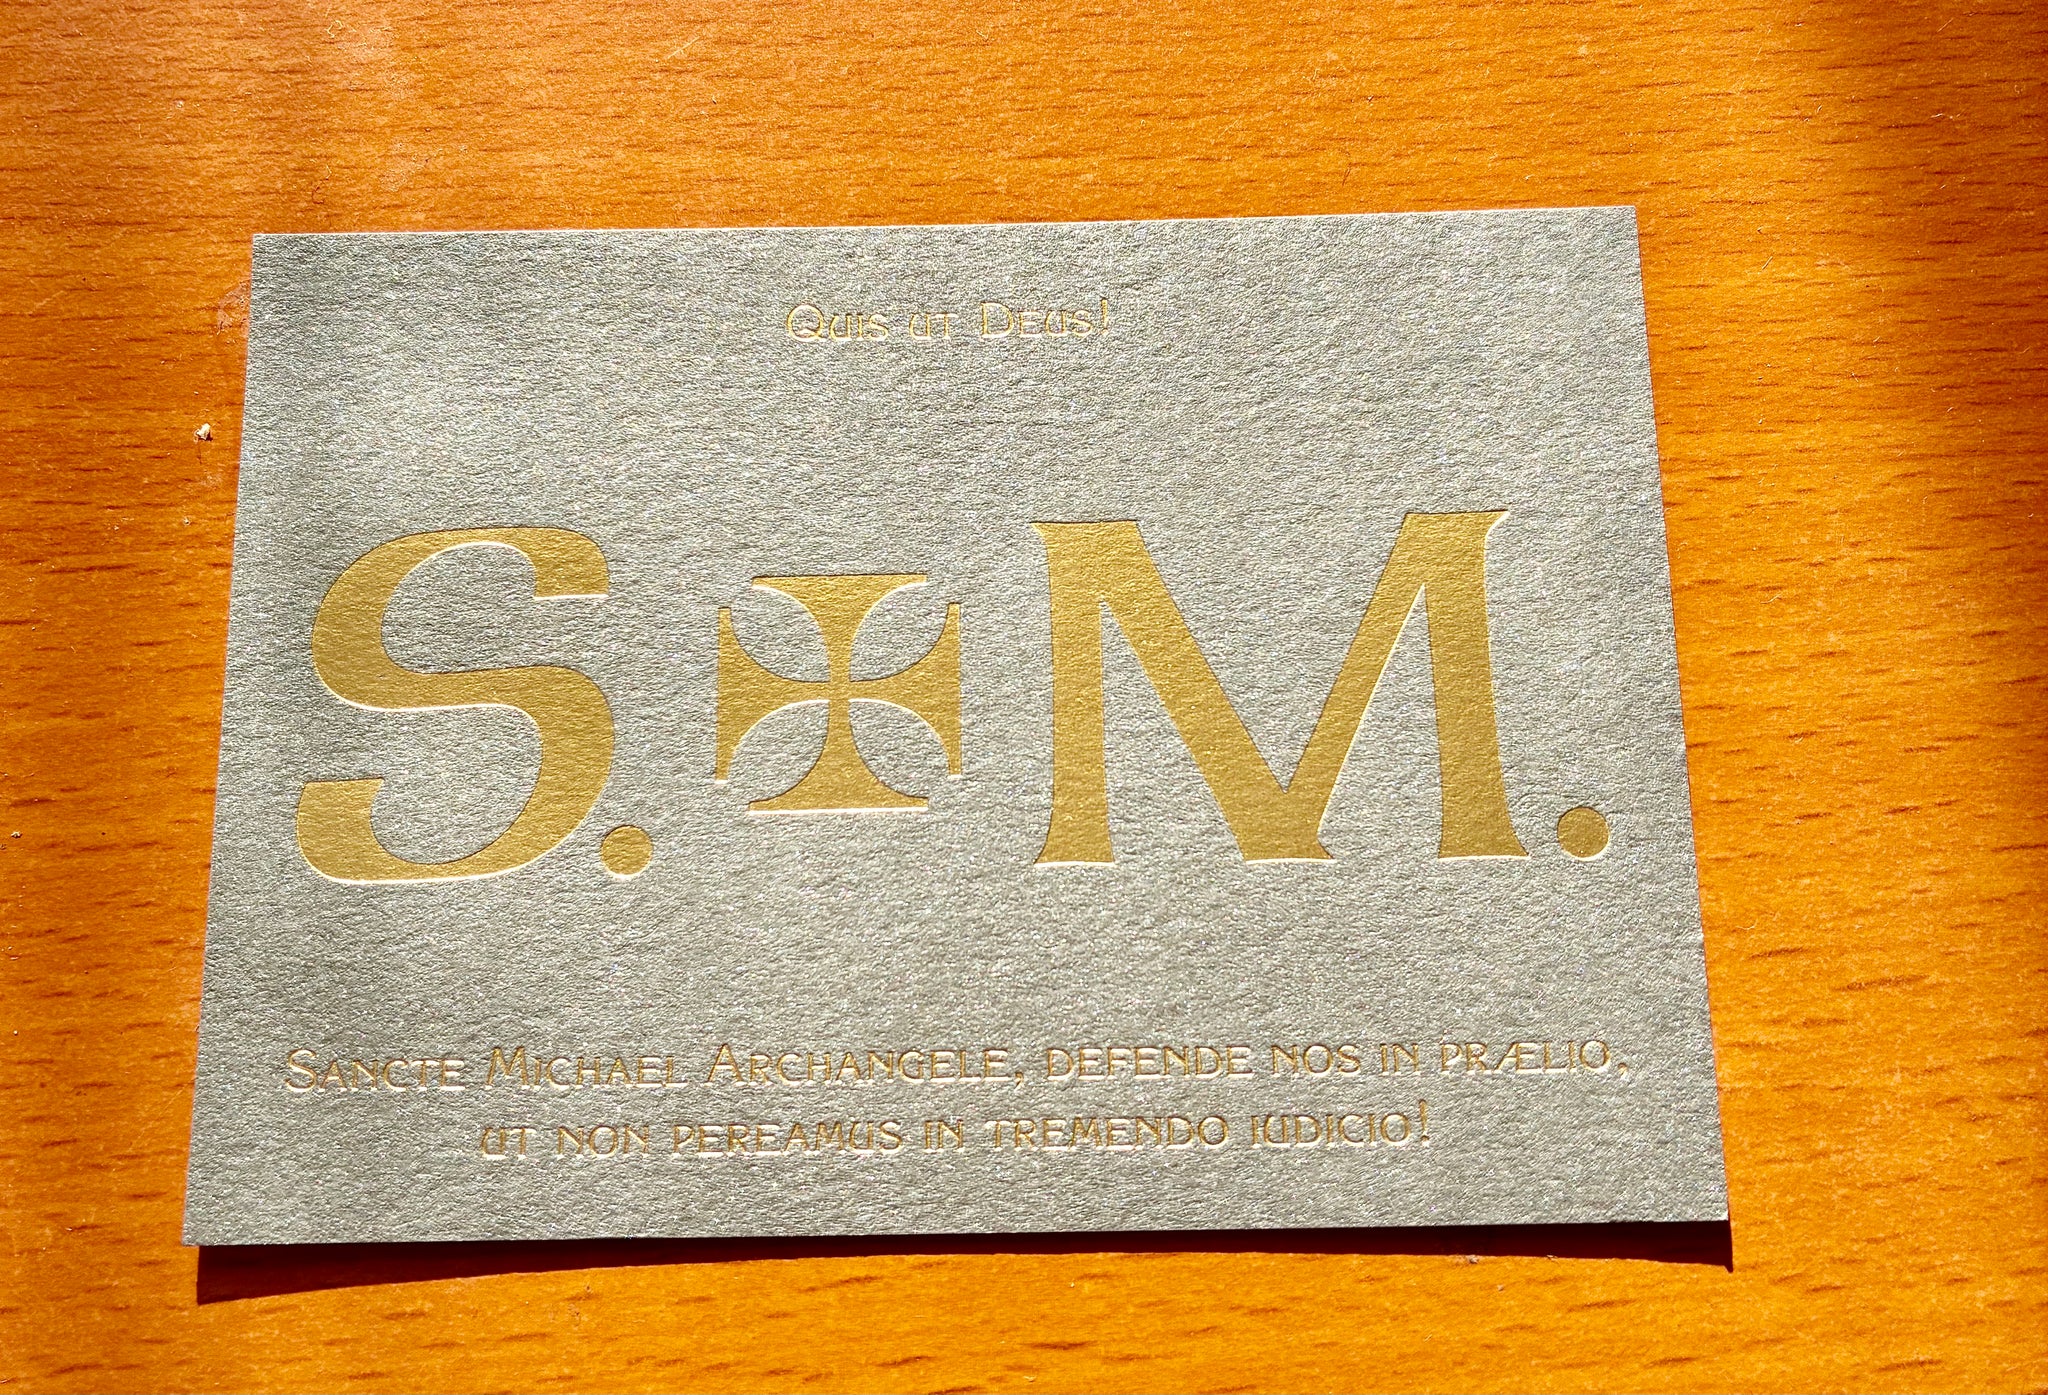 Quis ut Deus!
S. ✠ M.
Sancte Michael Archangele, defende nos in prælio,
ut non pereamus in tremendo iudicio!